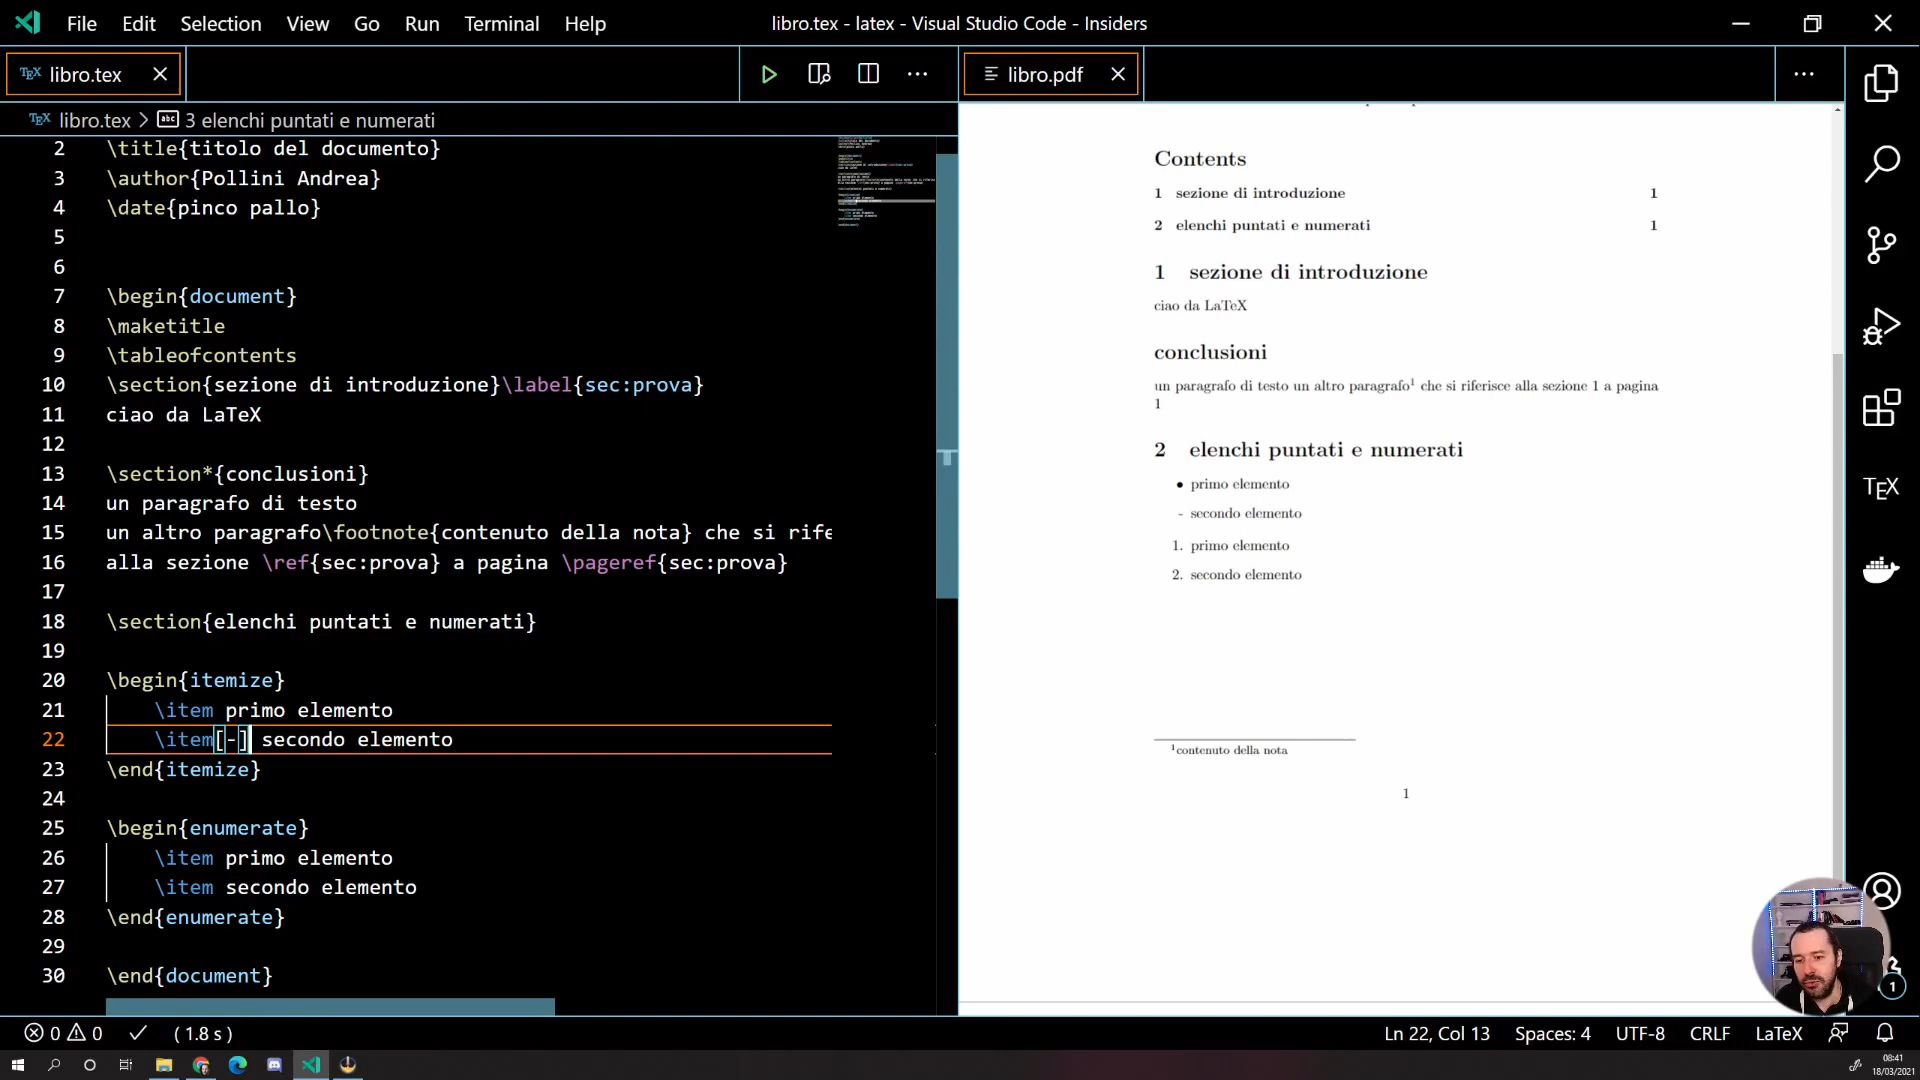 File Edit Selection View Go Run Terminal Help
libro.tex - latex - Visual Studio Code - Insiders
TEX libro.tex
libro.pdf
TEX libro.tex > abc 3 elenchi puntati e numerati
2 \title{titolo del documento}
3 \author{Pollini Andrea}
4 \date{pinco pallo}
5
6
7 \begin{document}
8 \maketitle
9 \tableofcontents
10 \section{sezione di introduzione}\label{sec:prova}
11 ciao da LaTeX
12
13 \section*{conclusioni}
14 un paragrafo di testo
15 un altro paragrafo\footnote{contenuto della nota} che si rife
16 alla sezione \ref{sec:prova} a pagina \pageref{sec:prova}
17
18 \section{elenchi puntati e numerati}
19
20 \begin{itemize}
21 \item primo elemento
22 \item[-] secondo elemento
23 \end{itemize}
24
25 \begin{enumerate}
26 \item primo elemento
27 \item secondo elemento
28 \end{enumerate}
29
30 \end{document}
Contents
1 sezione di introduzione 1
2 elenchi puntati e numerati 1
1 sezione di introduzione
ciao da LaTeX
conclusioni
un paragrafo di testo un altro paragrafo1 che si riferisce alla sezione 1 a pagina
1
2 elenchi puntati e numerati
• primo elemento
- secondo elemento
1. primo elemento
2. secondo elemento
1contenuto della nota
1
TEX
1
0 0 (1.8 s)
Ln 22, Col 13 Spaces: 4 UTF-8 CRLF LaTeX
08:41
18/03/2021